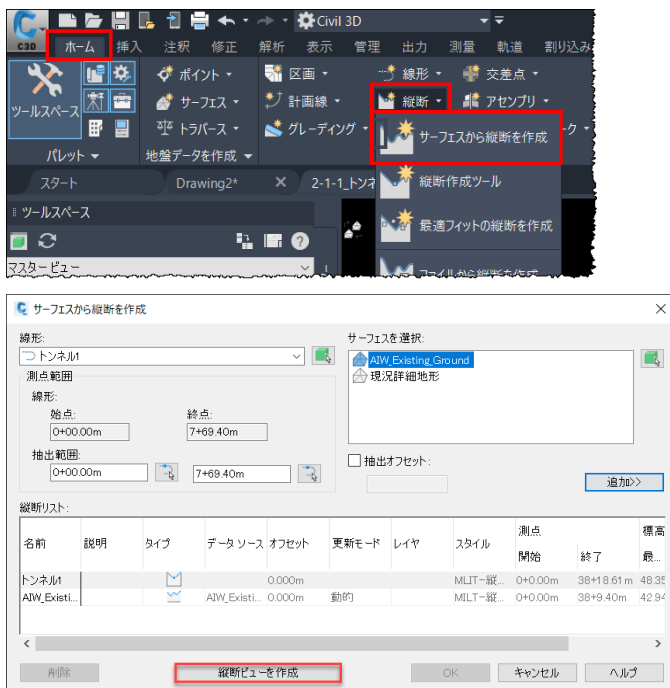 Civil 3D
C3D ホーム 挿入 注釈 修正 解析 表示 管理 出力 測量 軌道 割り込み
ツールスペース
ポイント
サーフェス
トラバース
区画
計画線
グレーディング
線形
縦断
交差点
アセンブリ
パレット
地盤データを作成
サーフェスから縦断を作成
縦断作成ツール
最適フィットの縦断を作成
ファイルから縦断を作成
スタート
Drawing2*
2-1-1_トンネ
ツールスペース
マスター ビュー
サーフェスから縦断を作成
線形:
トンネル1
測点範囲
線形:
始点: 終点:
0+00.00m 7+69.40m
抽出範囲:
0+00.00m 7+69.40m
サーフェスを選択:
AIW_Existing_Ground
現況詳細地形
抽出オフセット:
追加>>
縦断リスト:
名前 説明 タイプ データ ソース オフセット 更新モード レイヤ スタイル 測点 標高
開始 終了 最...
トンネル1 0.000m MLIT-縦... 0+0.00m 38+18.61m 48.35
AIW_Existi... AIW_Existi... 0.000m 動的 MILT-縦... 0+0.00m 38+9.40m 42.94
削除 縦断ビューを作成 OK キャンセル ヘルプ